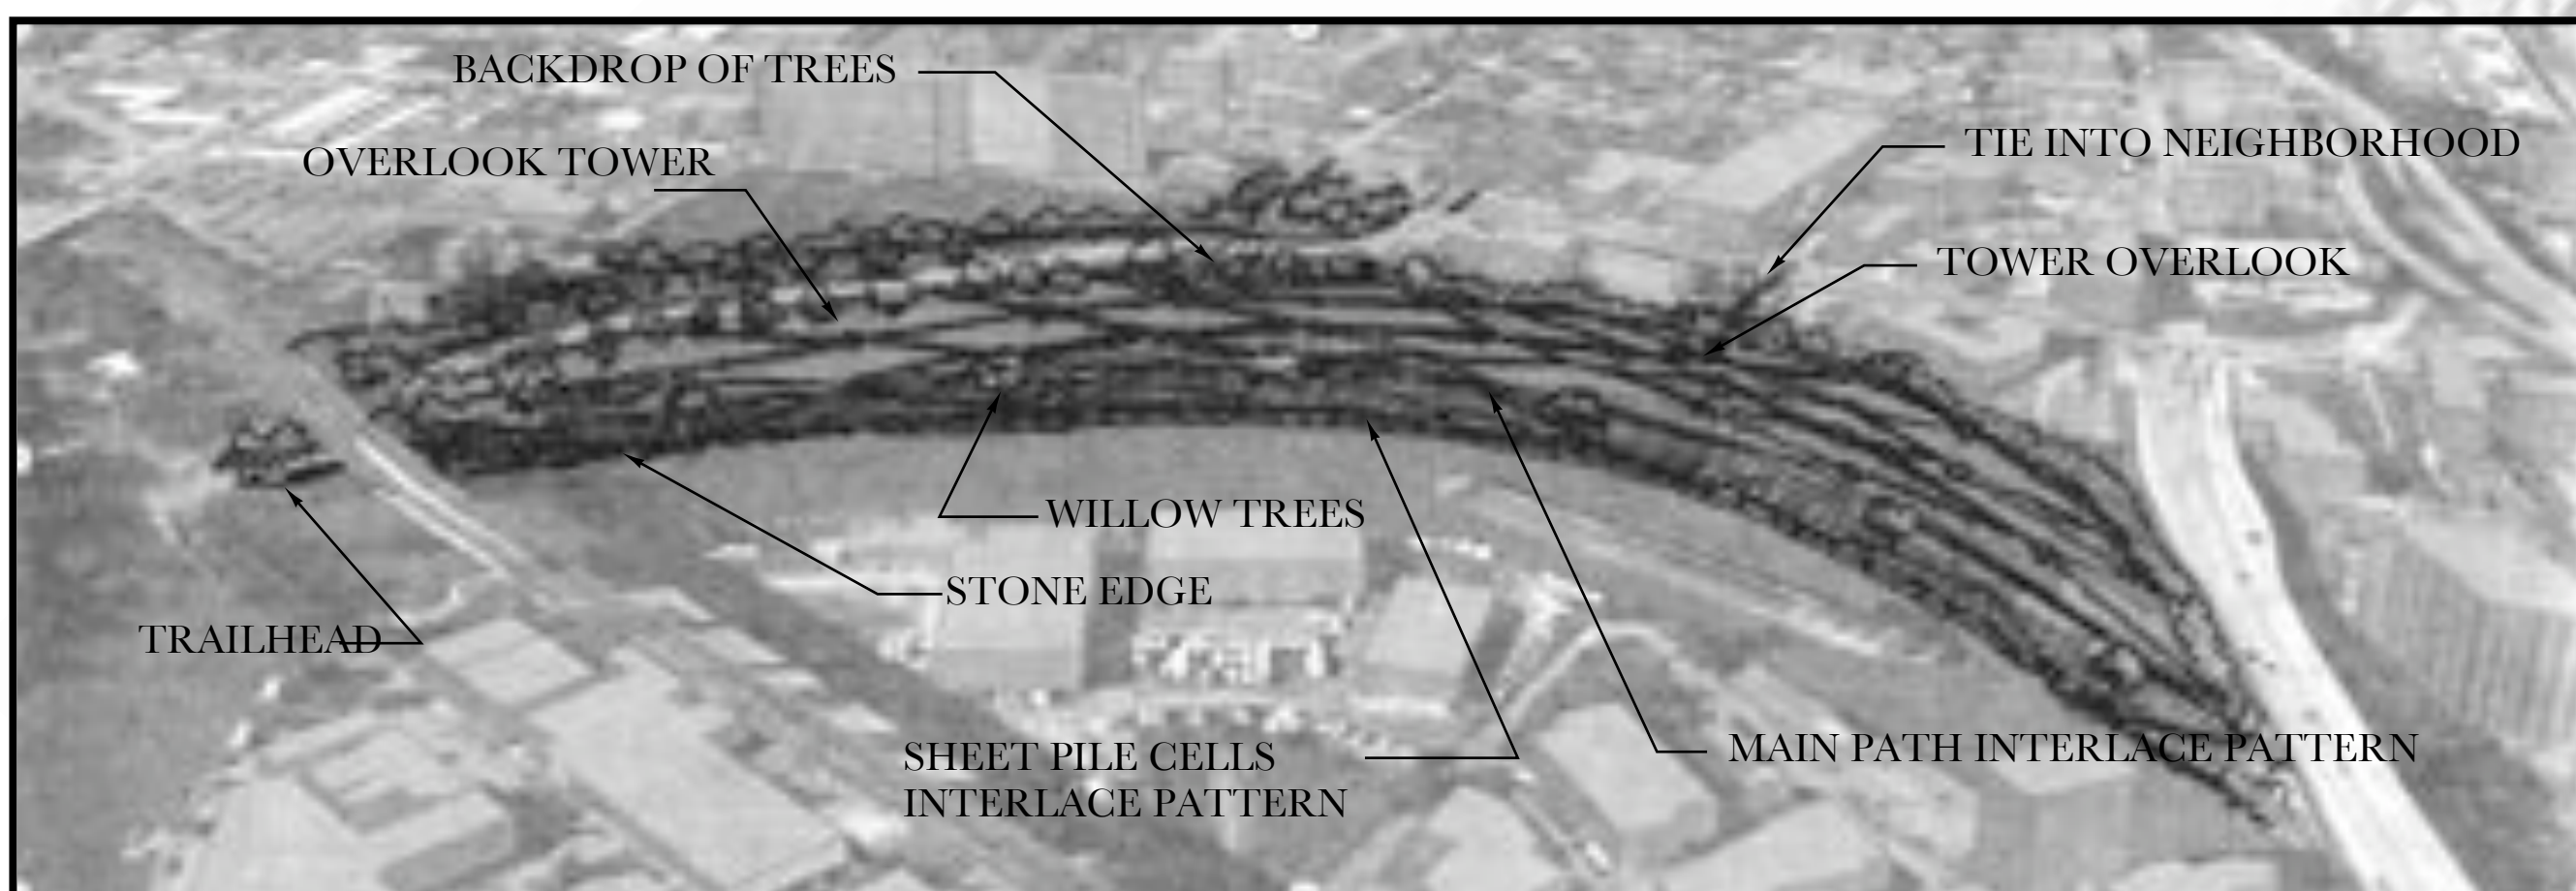 BACKDROP OF TREES
OVERLOOK TOWER
TIE INTO NEIGHBORHOOD
TOWER OVERLOOK
WILLOW TREES
STONE EDGE
TRAILHEAD
SHEET PILE CELLS
INTERLACE PATTERN
MAIN PATH INTERLACE PATTERN